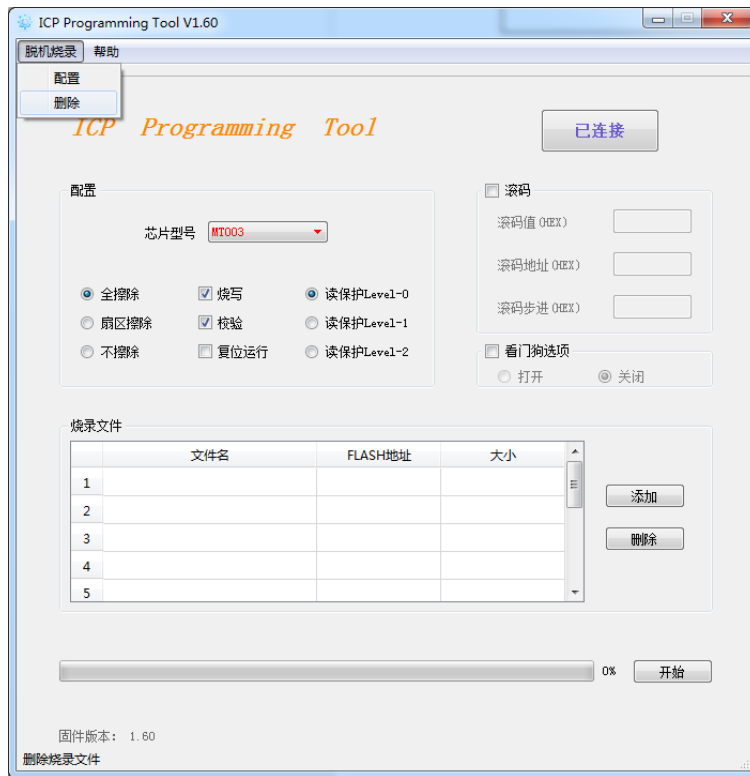 ICP Programming Tool V1.60
脱机烧录 帮助
配置
删除
ICP Programming Tool
已连接
配置
芯片型号 MT003
全擦除 烧写 读保护Level-0
扇区擦除 校验 读保护Level-1
不擦除 复位运行 读保护Level-2
滚码
滚码值(HEX)
滚码地址(HEX)
滚码步进(HEX)
看门狗选项
打开 关闭
烧录文件
文件名 FLASH地址 大小
1
2
3
4
5
添加
删除
0% 开始
固件版本: 1.60
删除烧录文件